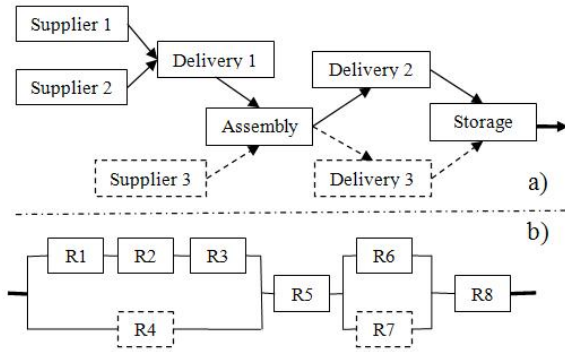 Supplier 1
Supplier 2
Delivery 1
Delivery 2
Assembly
Storage
Supplier 3
Delivery 3
a)
b)
R1 R2 R3
R6
R5
R8
R4
R7